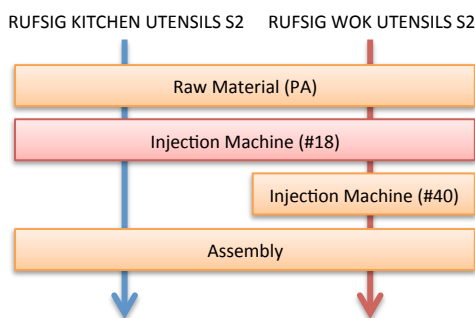 RUFSIG KITCHEN UTENSILS S2 RUFSIG WOK UTENSILS S2
Raw Material (PA)
Injection Machine (#18)
Injection Machine (#40)
Assembly